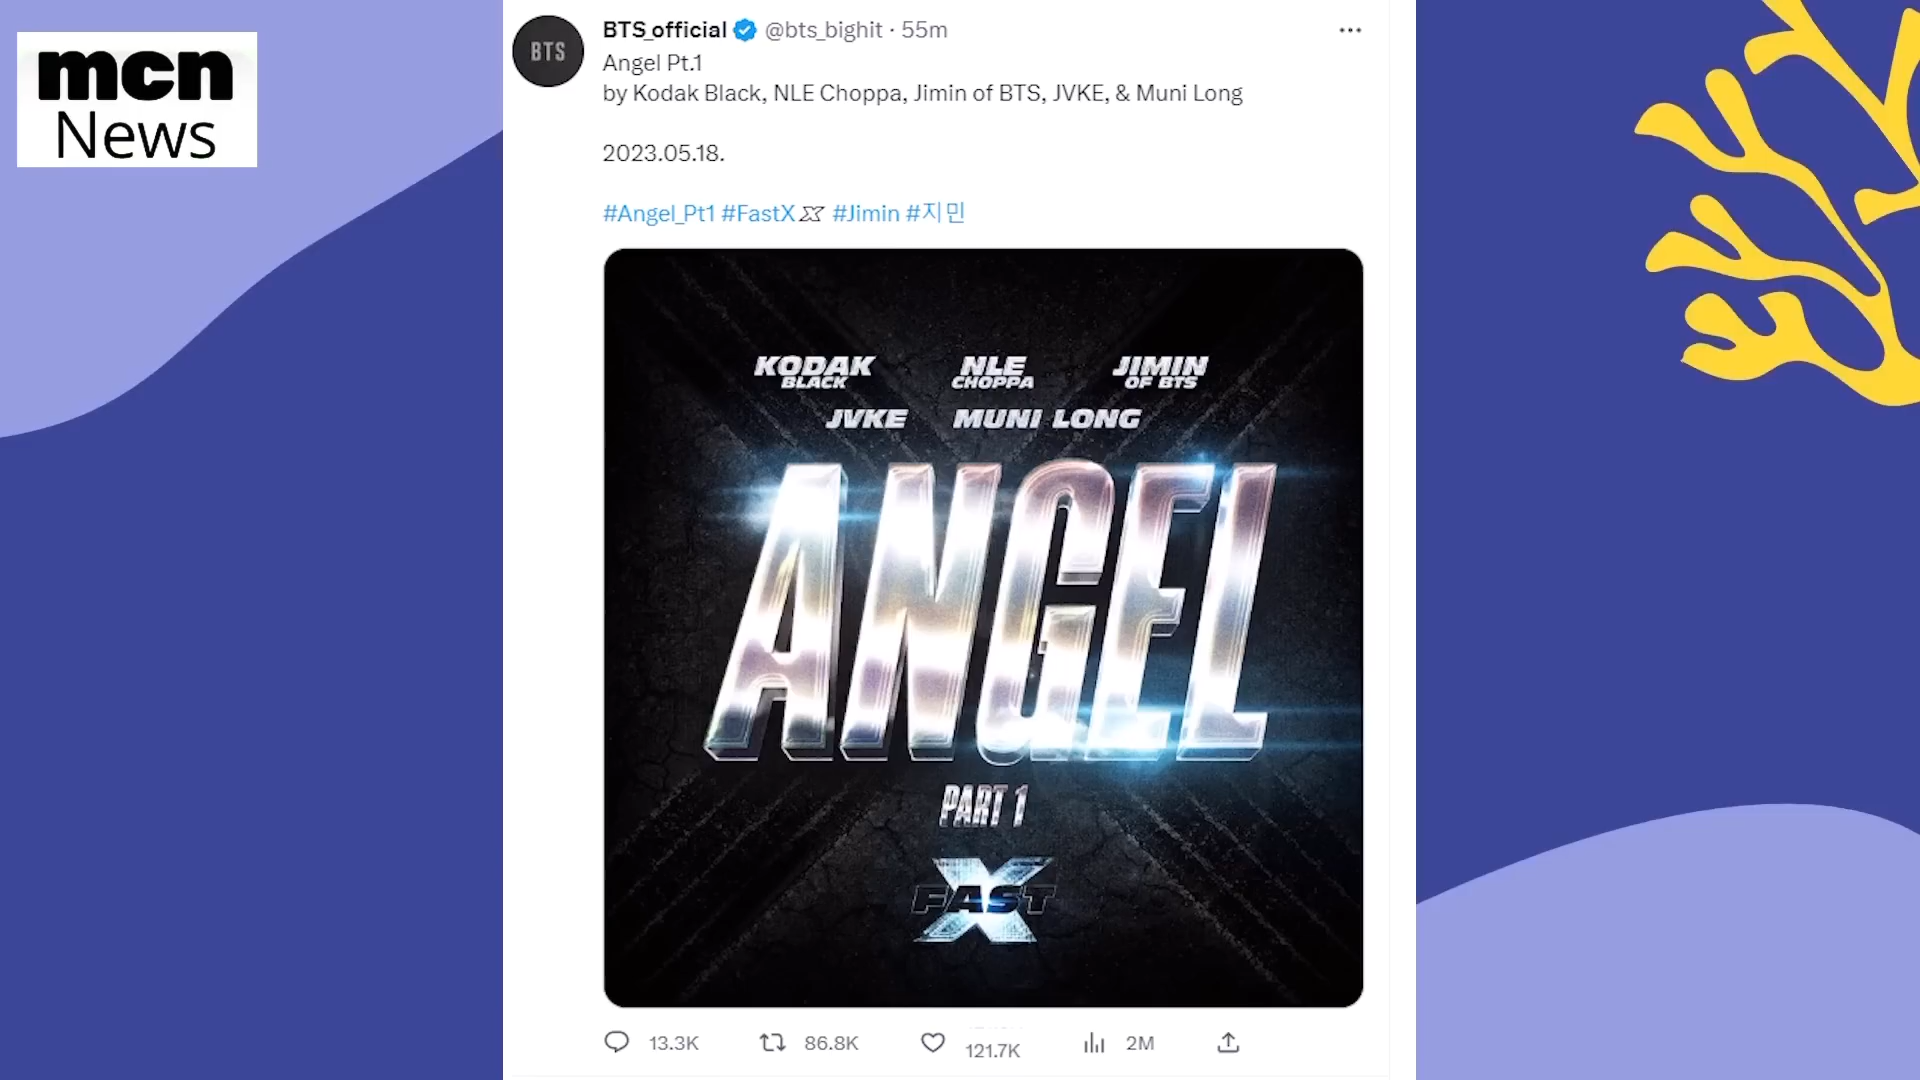 mcn
News
BTS
BTS_official @bts_bighit · 55m
Angel Pt.1
by Kodak Black, NLE Choppa, Jimin of BTS, JVKE, & Muni Long
2023.05.18.
#Angel_Pt1 #FastX #Jimin #지민
KODAK BLACK NLE CHOPPA JIMIN OF BTS
JVKE MUNI LONG
ANGEL
PART 1
FAST X
13.3K 86.8K 121.7K 2M